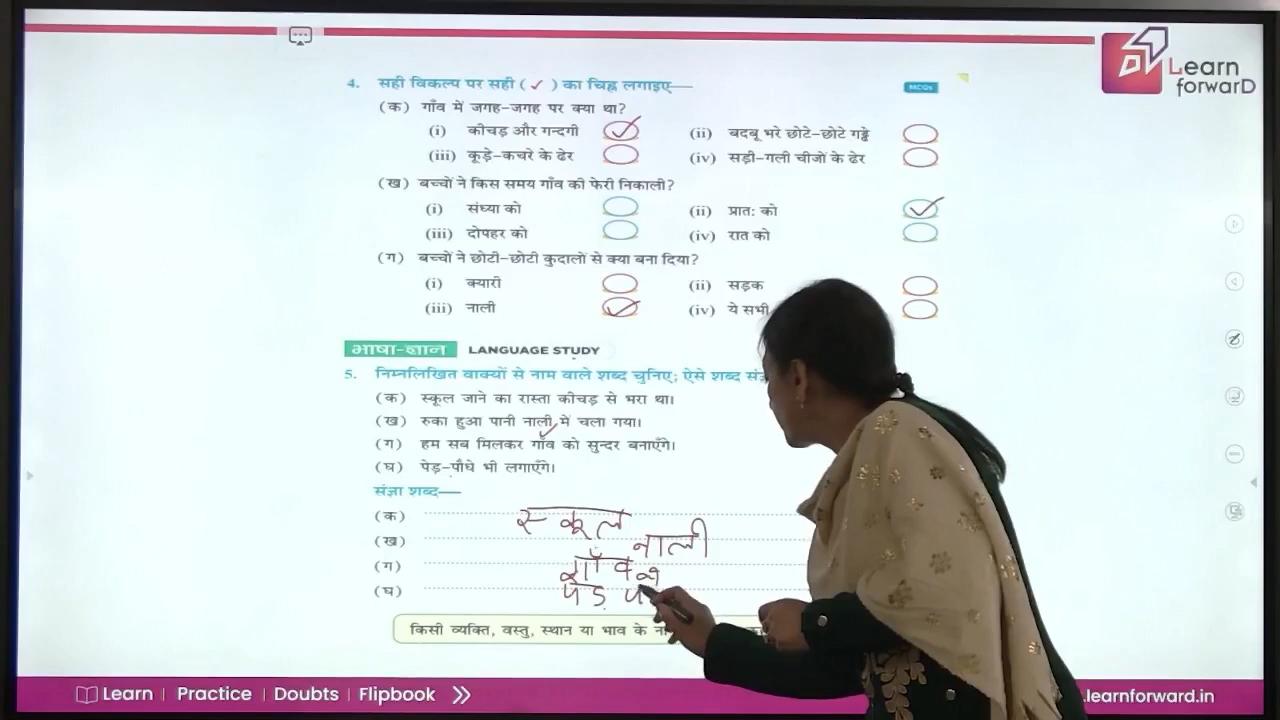 Learn
forwarD
4. सही विकल्प पर सही ( ✓ ) का चिह्न लगाइए—
MCQs
(क) गाँव में जगह-जगह पर क्या था?
(i) कीचड़ और गन्दगी ✓ (ii) बदबू भरे छोटे-छोटे गड्ढे
(iii) कूड़े-कचरे के ढेर (iv) सड़ी-गली चीजों के ढेर
(ख) बच्चों ने किस समय गाँव की फेरी निकाली?
(i) संध्या को (ii) प्रातः को ✓
(iii) दोपहर को (iv) रात को
(ग) बच्चों ने छोटी-छोटी कुदालों से क्या बना दिया?
(i) क्यारी (ii) सड़क
(iii) नाली ✓ (iv) ये सभी
भाषा-ज्ञान LANGUAGE STUDY
5. निम्नलिखित वाक्यों से नाम वाले शब्द चुनिए; ऐसे शब्द
(क) स्कूल जाने का रास्ता कीचड़ से भरा था।
(ख) रुका हुआ पानी नाली में चला गया।
(ग) हम सब मिलकर गाँव को सुन्दर बनाएँगे।
(घ) पेड़-पौधे भी लगाएँगे।
संज्ञा शब्द—
(क) स्कूल
(ख) नाली
(ग) गाँव
(घ) पेड़
किसी व्यक्ति, वस्तु, स्थान या भाव के
Learn | Practice | Doubts | Flipbook
.learnforward.in